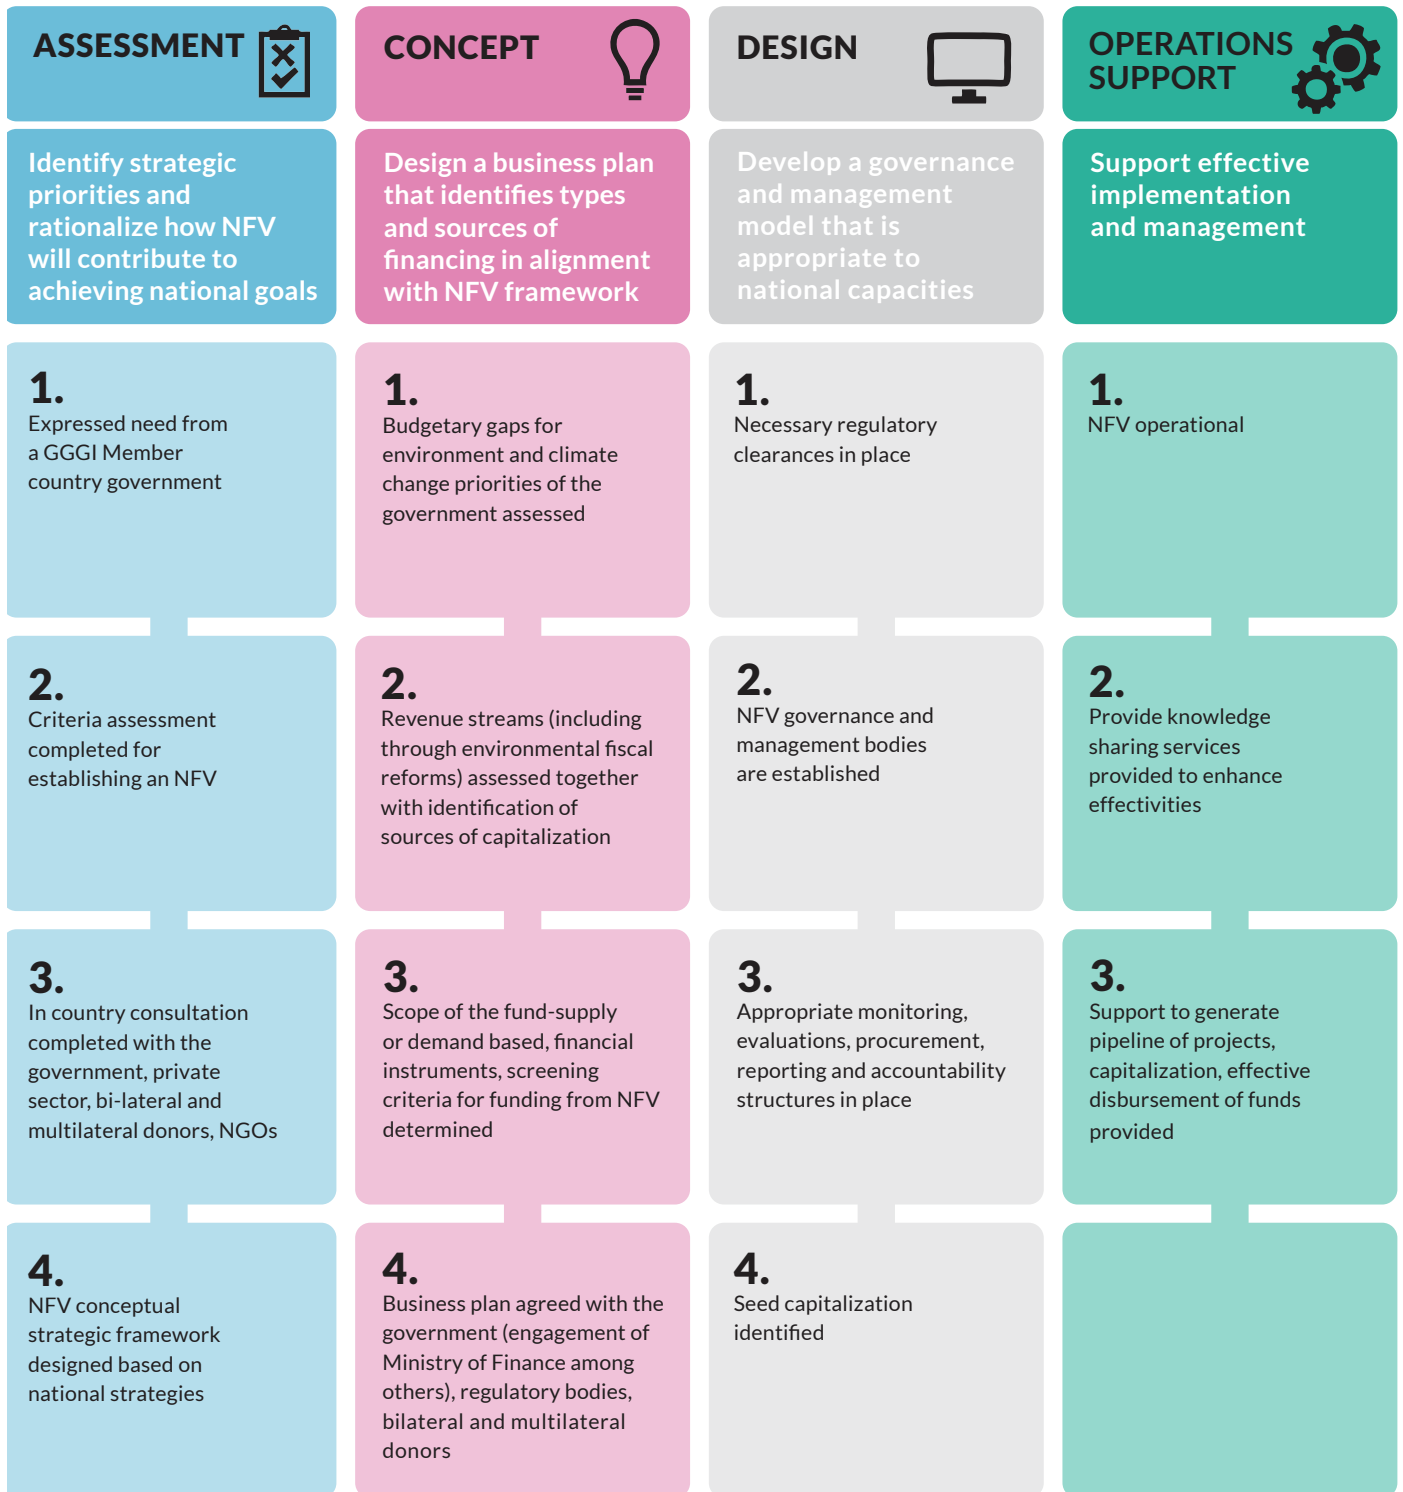 ASSESSMENT
Identify strategic
priorities and
rationalize how NFV
will contribute to
achieving national goals
1.
Expressed need from
a GGGI Member
country government
2.
Criteria assessment
completed for
establishing an NFV
3.
In country consultation
completed with the
government, private
sector, bi-lateral and
multilateral donors, NGOs
4.
NFV conceptual
strategic framework
designed based on
national strategies
CONCEPT
Design a business plan
that identifies types
and sources of
financing in alignment
with NFV framework
1.
Budgetary gaps for
environment and climate
change priorities of the
government assessed
2.
Revenue streams (including
through environmental fiscal
reforms) assessed together
with identification of
sources of capitalization
3.
Scope of the fund-supply
or demand based, financial
instruments, screening
criteria for funding from NFV
determined
4.
Business plan agreed with the
government (engagement of
Ministry of Finance among
others), regulatory bodies,
bilateral and multilateral
donors
DESIGN
Develop a governance
and management
model that is
appropriate to
national capacities
1.
Necessary regulatory
clearances in place
2.
NFV governance and
management bodies
are established
3.
Appropriate monitoring,
evaluations, procurement,
reporting and accountability
structures in place
4.
Seed capitalization
identified
OPERATIONS
SUPPORT
Support effective
implementation
and management
1.
NFV operational
2.
Provide knowledge
sharing services
provided to enhance
effectivities
3.
Support to generate
pipeline of projects,
capitalization, effective
disbursement of funds
provided